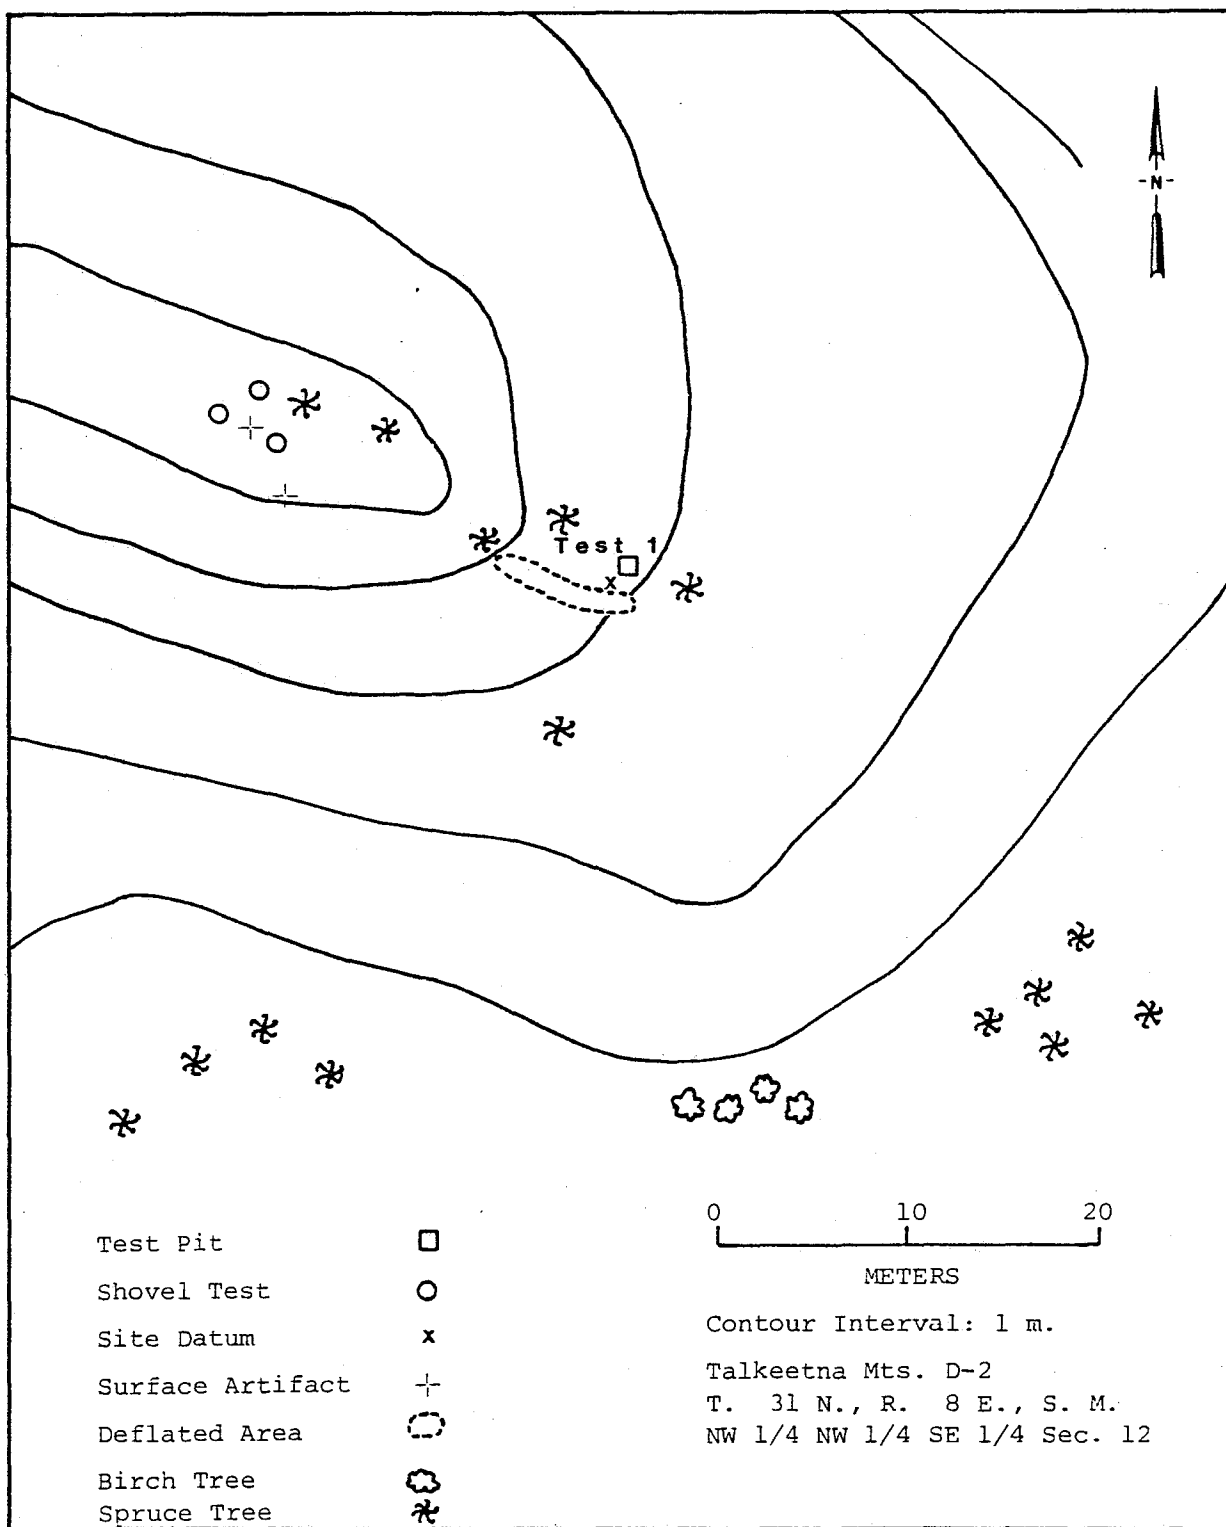 -N-
Test 1
x
Test Pit
Shovel Test
Site Datum x
Surface Artifact
Deflated Area
Birch Tree
Spruce Tree
0 10 20
METERS
Contour Interval: 1 m.
Talkeetna Mts. D-2
T. 31 N., R. 8 E., S. M.
NW 1/4 NW 1/4 SE 1/4 Sec. 12